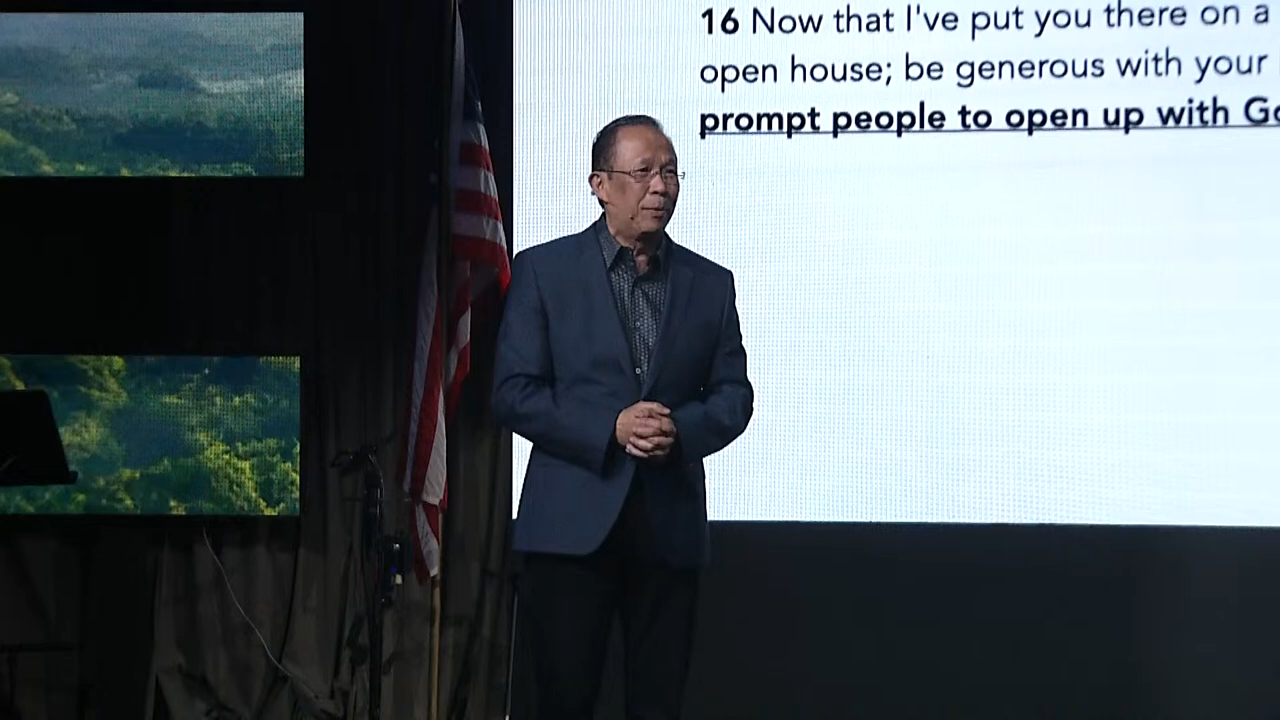 16 Now that I've put you there on a
open house; be generous with your
prompt people to open up with Go